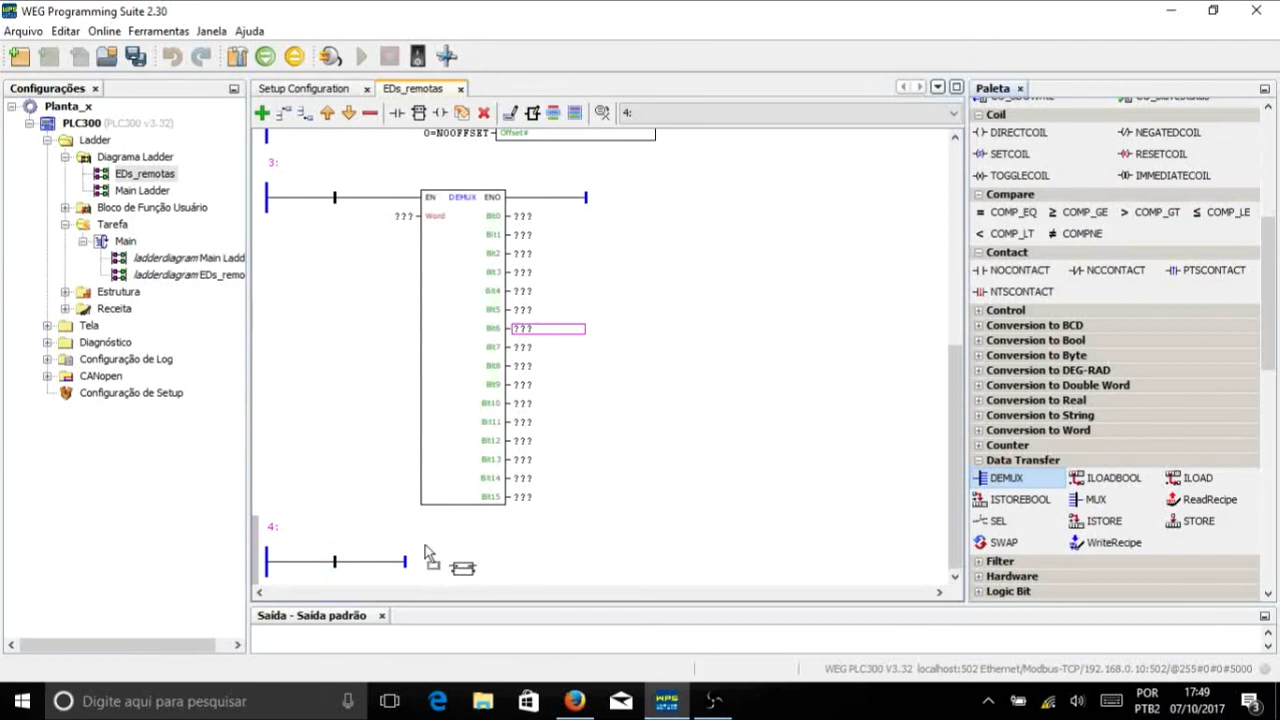 WEG Programming Suite 2.30
Arquivo Editar Online Ferramentas Janela Ajuda
Configurações
Planta_x
PLC300 (PLC300 v3.32)
Ladder
Diagrama Ladder
EDs_remotas
Main Ladder
Bloco de Função Usuário
Tarefa
Main
ladderdiagram Main Ladd
ladderdiagram EDs_remo
Estrutura
Receita
Tela
Diagnóstico
Configuração de Log
CANopen
Configuração de Setup
Setup Configuration EDs_remotas
4:
0=NOOFFSET Offset#
3:
EN DEMUX ENO
??? Word Bit0 ???
Bit1 ???
Bit2 ???
Bit3 ???
Bit4 ???
Bit5 ???
Bit6 ???
Bit7 ???
Bit8 ???
Bit9 ???
Bit10 ???
Bit11 ???
Bit12 ???
Bit13 ???
Bit14 ???
Bit15 ???
4:
Saída - Saída padrão
Paleta
Coil
DIRECTCOIL NEGATEDCOIL
SETCOIL RESETCOIL
TOGGLECOIL IMMEDIATECOIL
Compare
= COMP_EQ ≥ COMP_GE > COMP_GT ≤ COMP_LE
< COMP_LT ≠ COMPNE
Contact
NOCONTACT NCCONTACT PTSCONTACT
NTSCONTACT
Control
Conversion to BCD
Conversion to Bool
Conversion to Byte
Conversion to DEG-RAD
Conversion to Double Word
Conversion to Real
Conversion to String
Conversion to Word
Counter
Data Transfer
DEMUX ILOADBOOL ILOAD
ISTOREBOOL MUX ReadRecipe
SEL ISTORE STORE
SWAP WriteRecipe
Filter
Hardware
Logic Bit
WEG PLC300 V3.32 localhost:502 Ethernet/Modbus-TCP/192.168.0.10:502/@255#0#0#5000
Digite aqui para pesquisar
POR
PTB2
17:49
07/10/2017
3